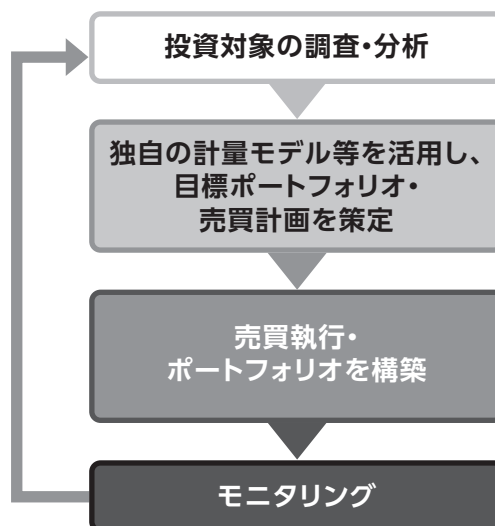 投資対象の調査・分析
独自の計量モデル等を活用し、
目標ポートフォリオ・
売買計画を策定
売買執行・
ポートフォリオを構築
モニタリング